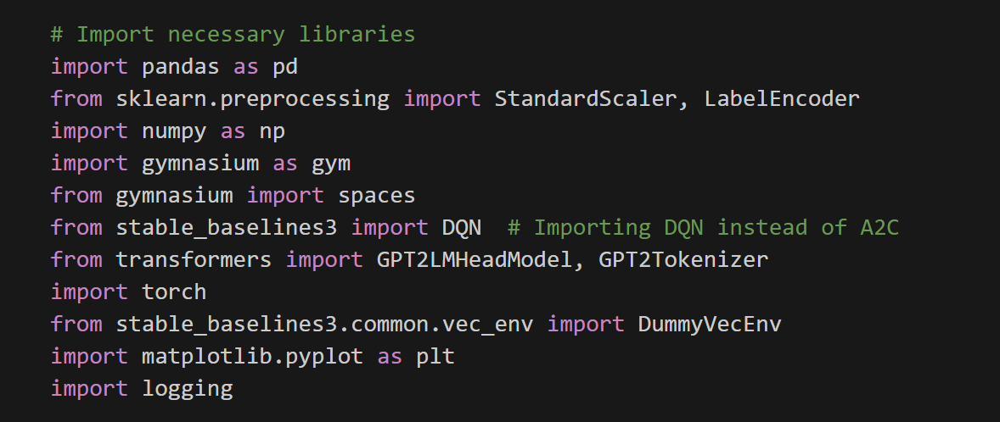 # Import necessary libraries
import pandas as pd
from sklearn.preprocessing import StandardScaler, LabelEncoder
import numpy as np
import gymnasium as gym
from gymnasium import spaces
from stable_baselines3 import DQN  # Importing DQN instead of A2C
from transformers import GPT2LMHeadModel, GPT2Tokenizer
import torch
from stable_baselines3.common.vec_env import DummyVecEnv
import matplotlib.pyplot as plt
import logging